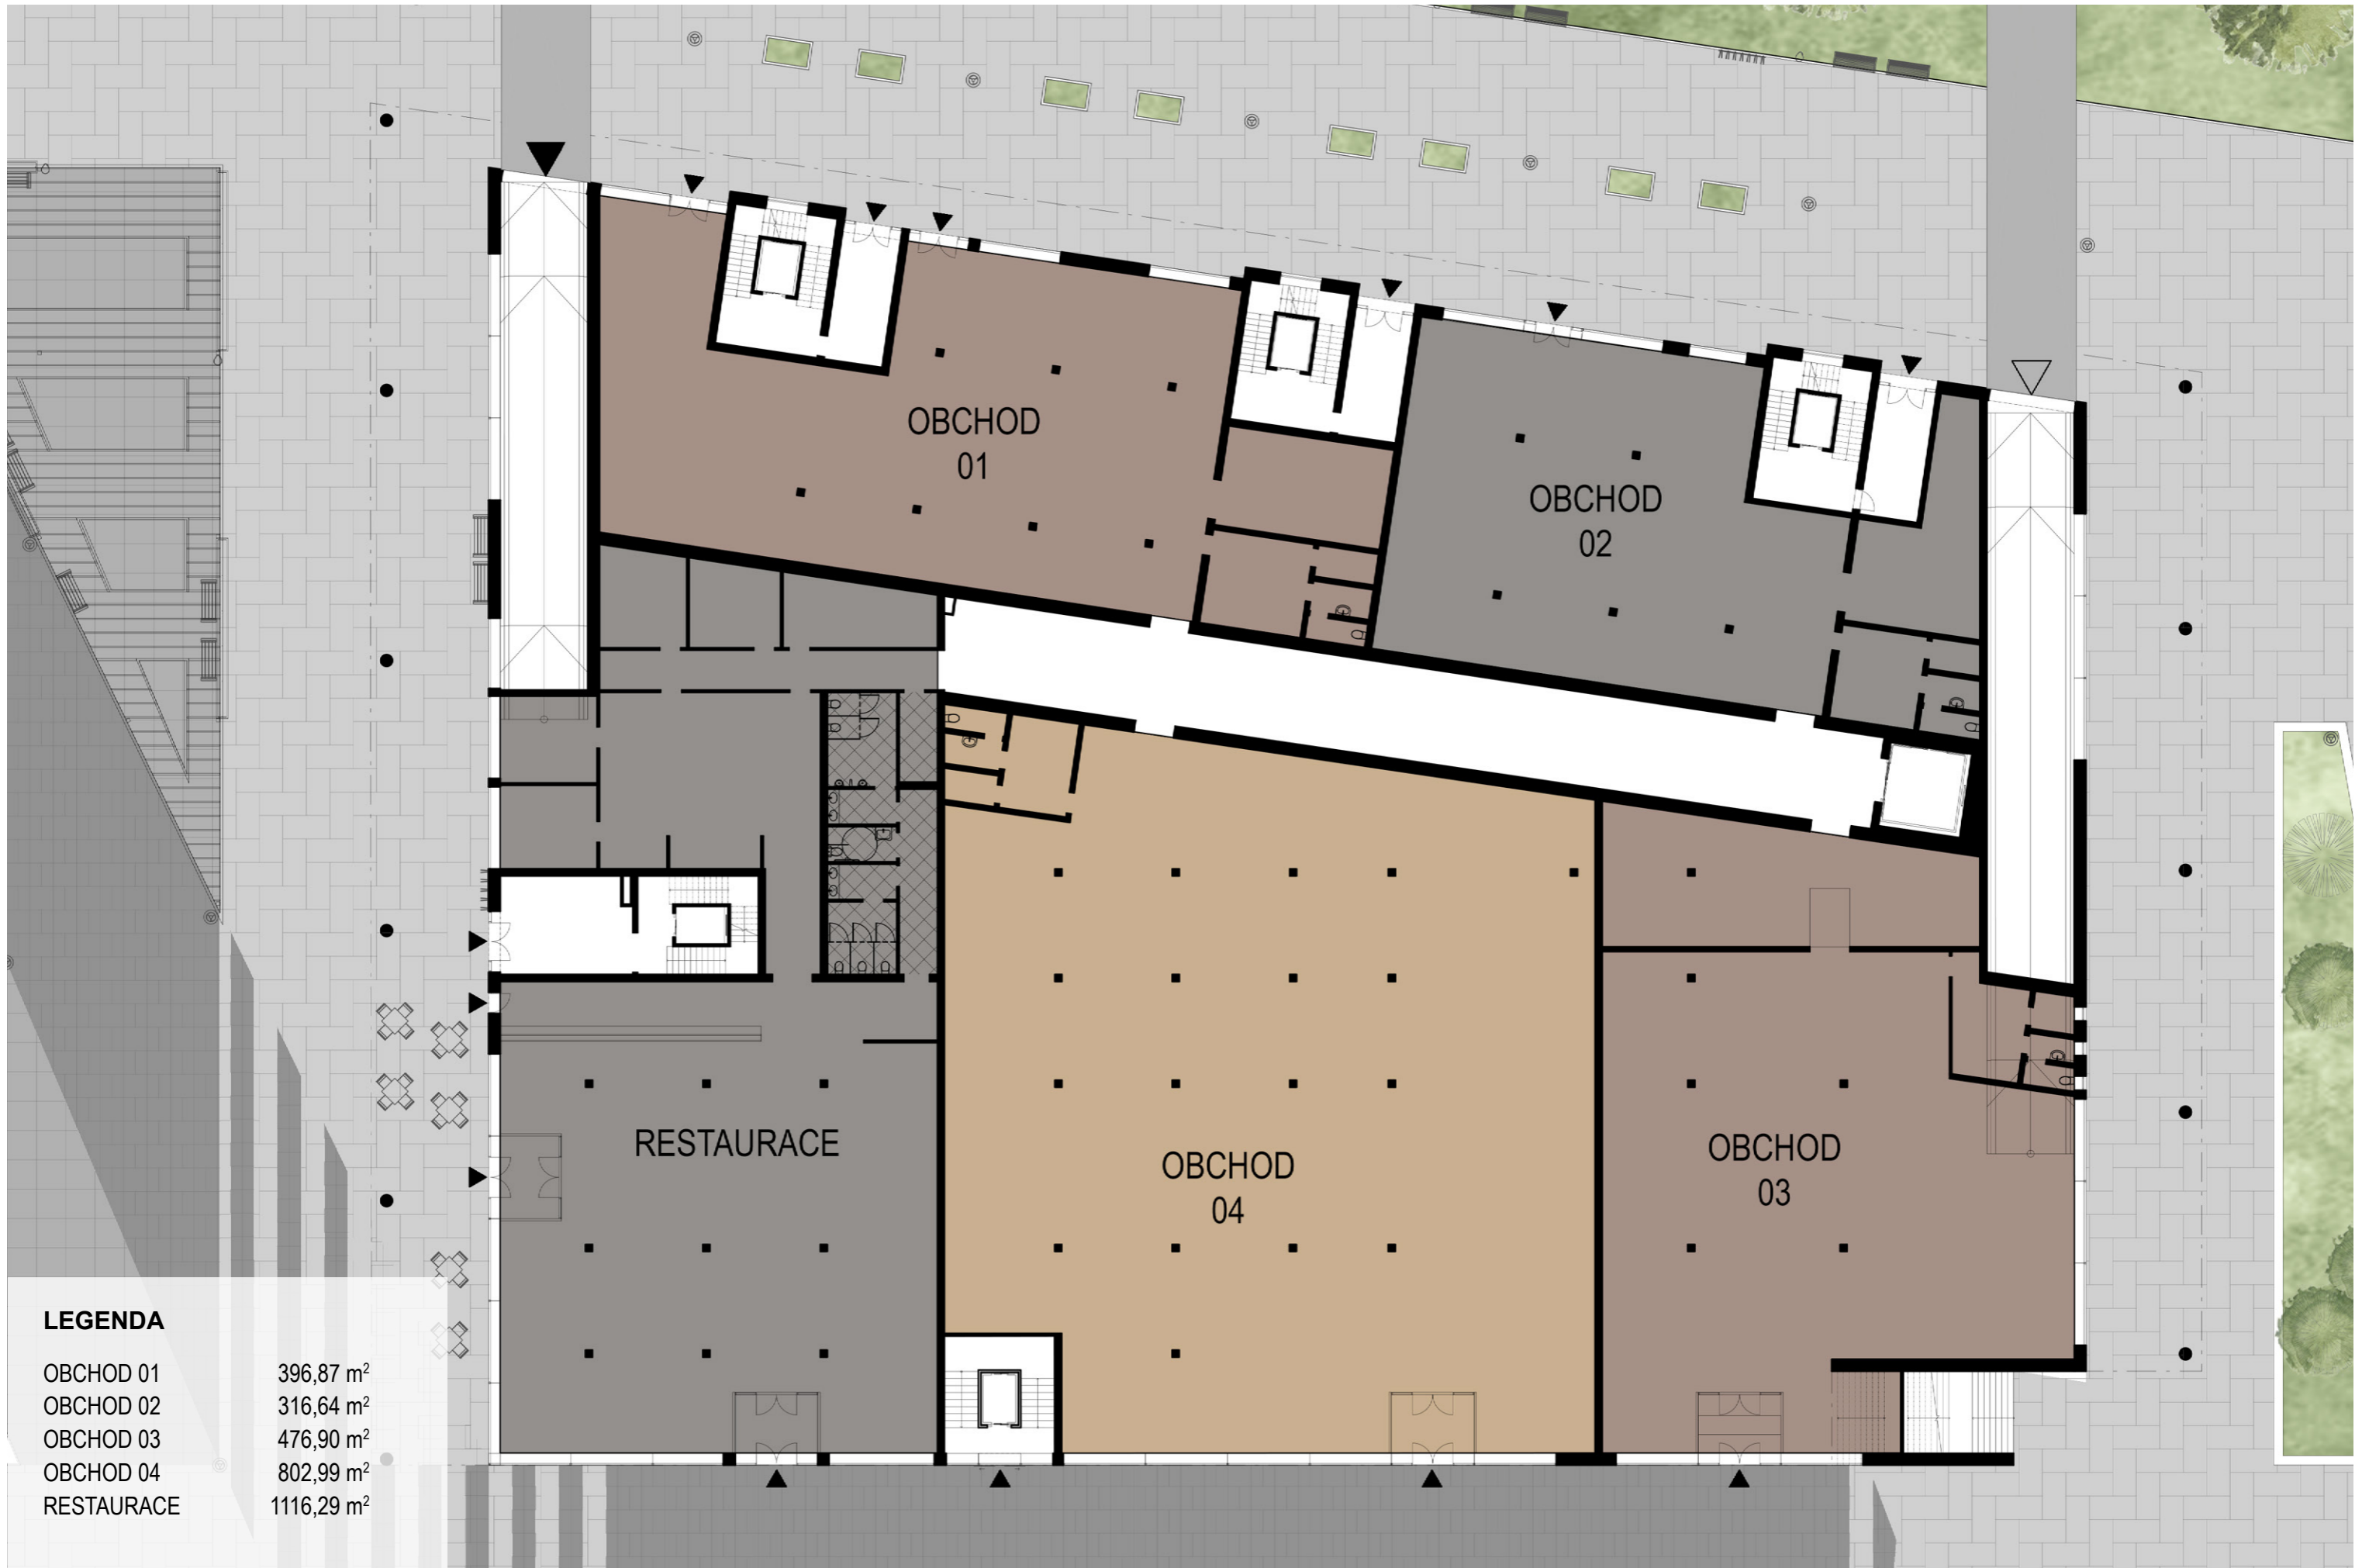 OBCHOD
01
OBCHOD
02
RESTAURACE
OBCHOD
04
OBCHOD
03
LEGENDA
OBCHOD 01 396,87 m²
OBCHOD 02 316,64 m²
OBCHOD 03 476,90 m²
OBCHOD 04 802,99 m²
RESTAURACE 1116,29 m²